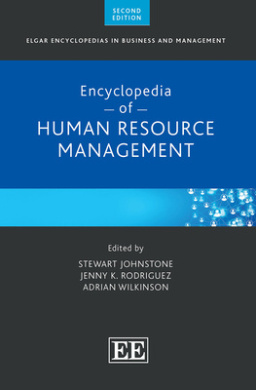 SECOND
EDITION
ELGAR ENCYCLOPEDIAS IN BUSINESS AND MANAGEMENT
Encyclopedia
— of —
HUMAN RESOURCE
MANAGEMENT
Edited by
STEWART JOHNSTONE
JENNY K. RODRIGUEZ
ADRIAN WILKINSON
EE